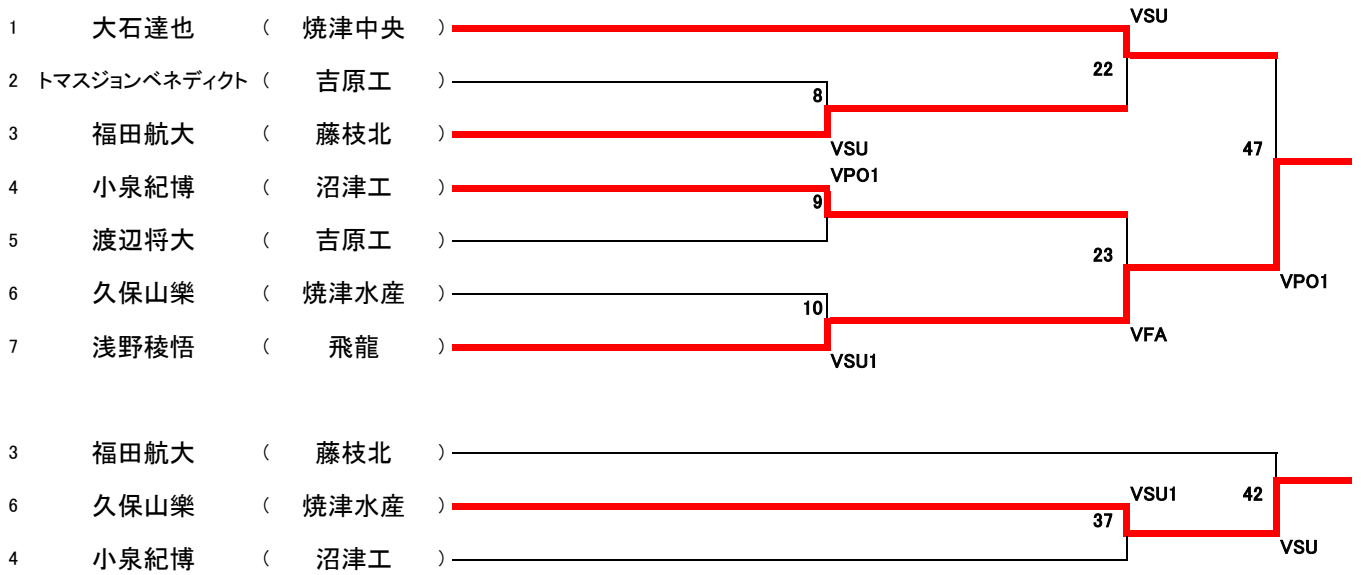 VSU
1 大石達也 ( 焼津中央 )
22
2 トマスジョンベネディクト ( 吉原工 )
8
3 福田航大 ( 藤枝北 )
VSU
47
VPO1
4 小泉紀博 ( 沼津工 )
9
5 渡辺将大 ( 吉原工 )
23
6 久保山樂 ( 焼津水産 )
VPO1
10
VFA
7 浅野稜悟 ( 飛龍 )
VSU1
3 福田航大 ( 藤枝北 )
VSU1 42
6 久保山樂 ( 焼津水産 )
37
VSU
4 小泉紀博 ( 沼津工 )